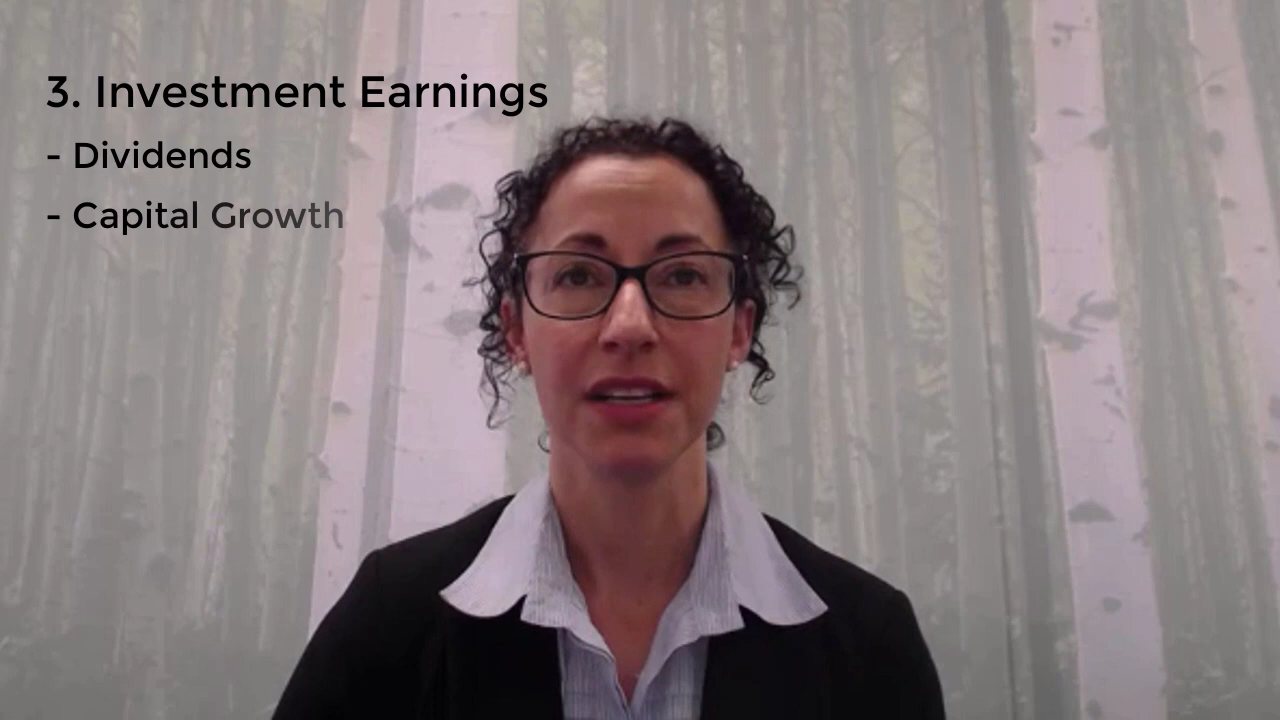 3. Investment Earnings
- Dividends
- Capital Growth